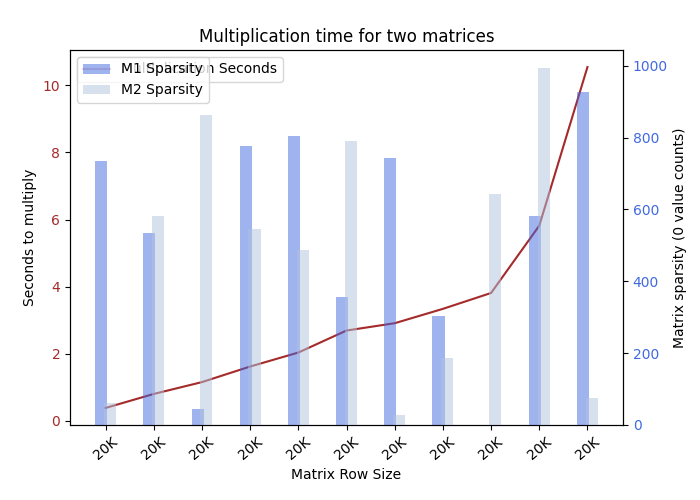 Multiplication time for two matrices
M1 Sparsity
Seconds
M2 Sparsity
10
8
6
4
2
0
Seconds to multiply
1000
800
600
400
200
0
Matrix sparsity (0 value counts)
20K 20K 20K 20K 20K 20K 20K 20K 20K 20K 20K
Matrix Row Size